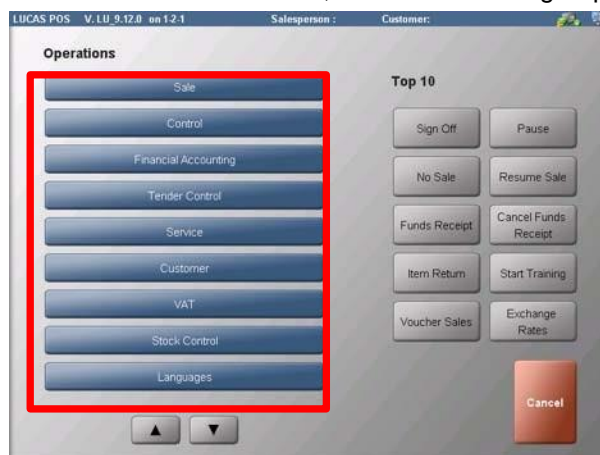 LUCAS POS V. LU_9.12.0 on 1-2-1 Salesperson : Customer:
Operations
Sale
Control
Financial Accounting
Tender Control
Service
Customer
VAT
Stock Control
Languages
Top 10
Sign Off
Pause
No Sale
Resume Sale
Funds Receipt
Cancel Funds
Receipt
Item Return
Start Training
Voucher Sales
Exchange
Rates
Cancel